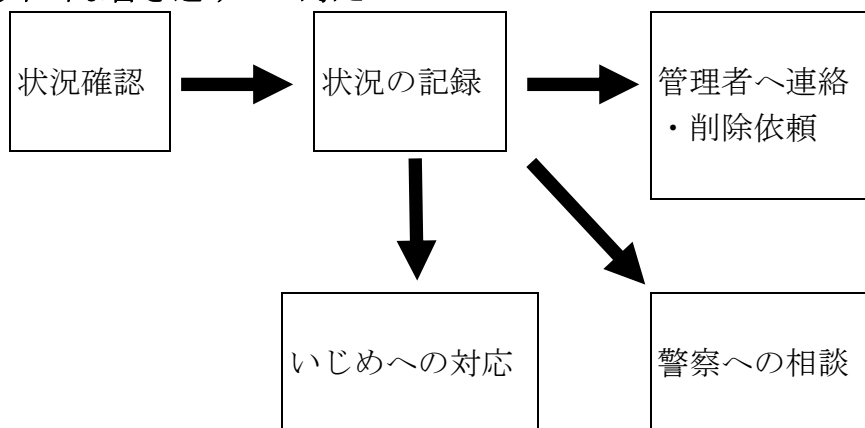 状況確認
状況の記録
管理者へ連絡
・削除依頼
いじめへの対応
警察への相談